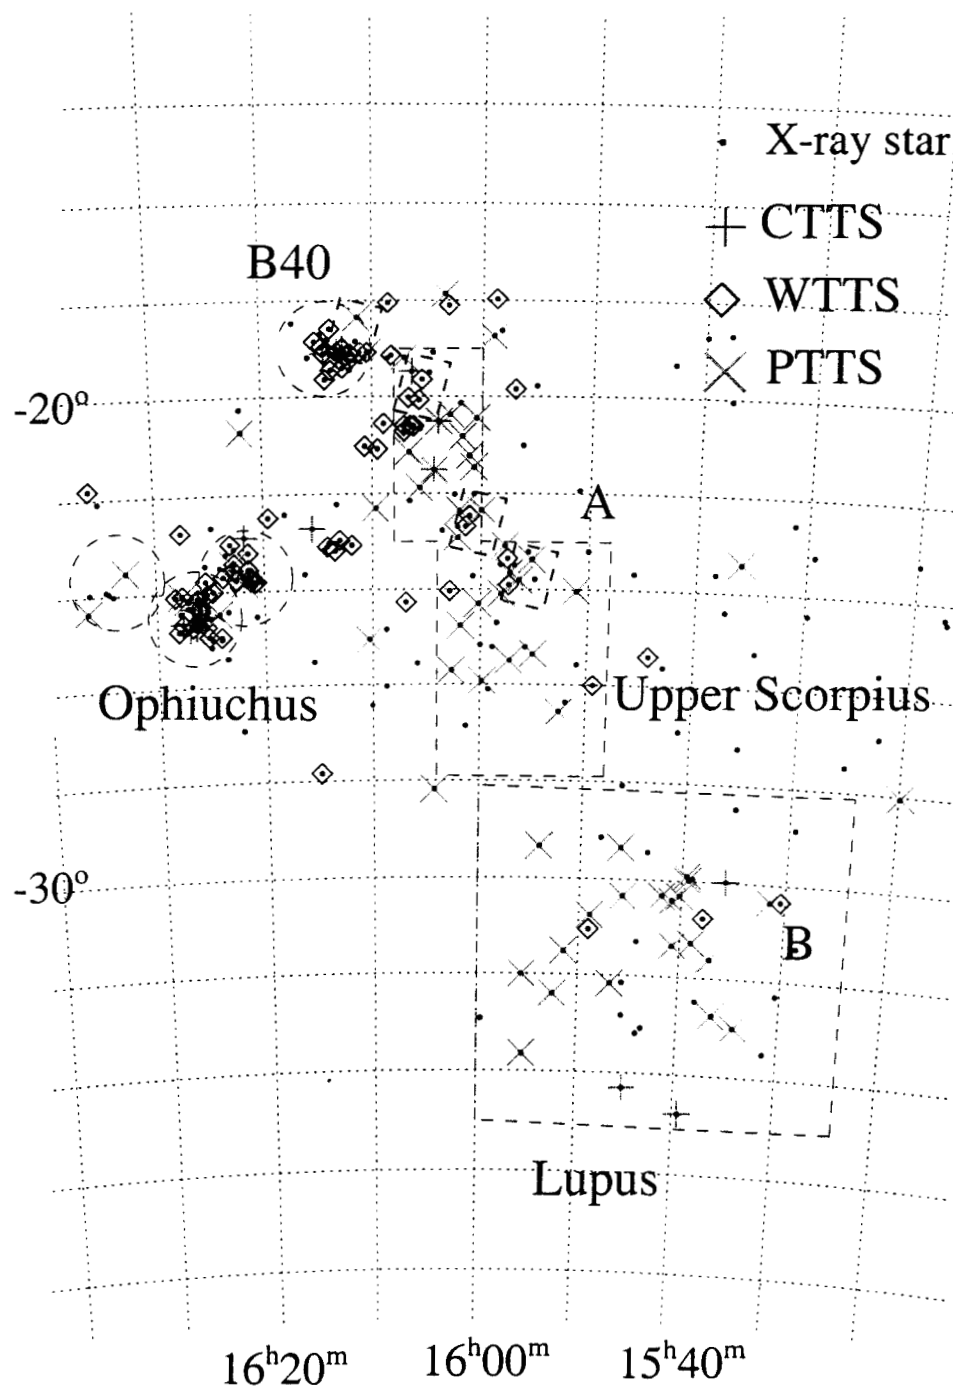 X-ray star
CTTS
B40
WTTS
PTTS
-20°
A
Ophiuchus
Upper Scorpius
-30°
B
Lupus
16ʰ20ᵐ 16ʰ00ᵐ 15ʰ40ᵐ